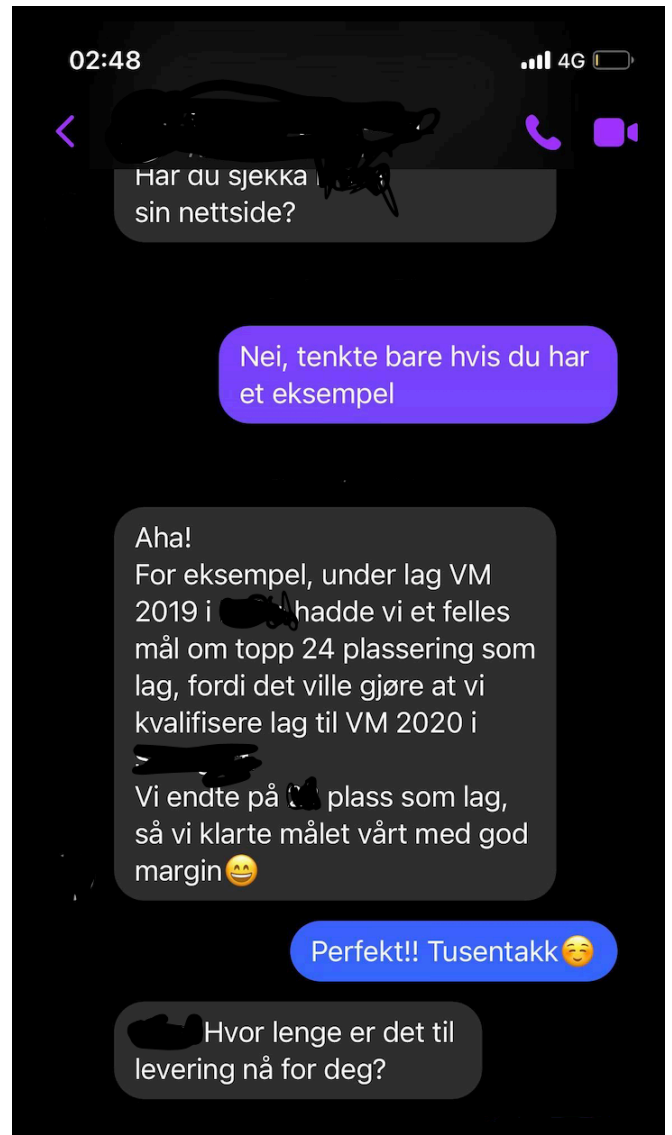 02:48
4G
Har du sjekka
sin nettside?
Nei, tenkte bare hvis du har
et eksempel
Aha!
For eksempel, under lag VM
2019 i hadde vi et felles
mål om topp 24 plassering som
lag, fordi det ville gjøre at vi
kvalifisere lag til VM 2020 i
Vi endte på plass som lag,
så vi klarte målet vårt med god
margin😄
Perfekt!! Tusentakk☺️
Hvor lenge er det til
levering nå for deg?